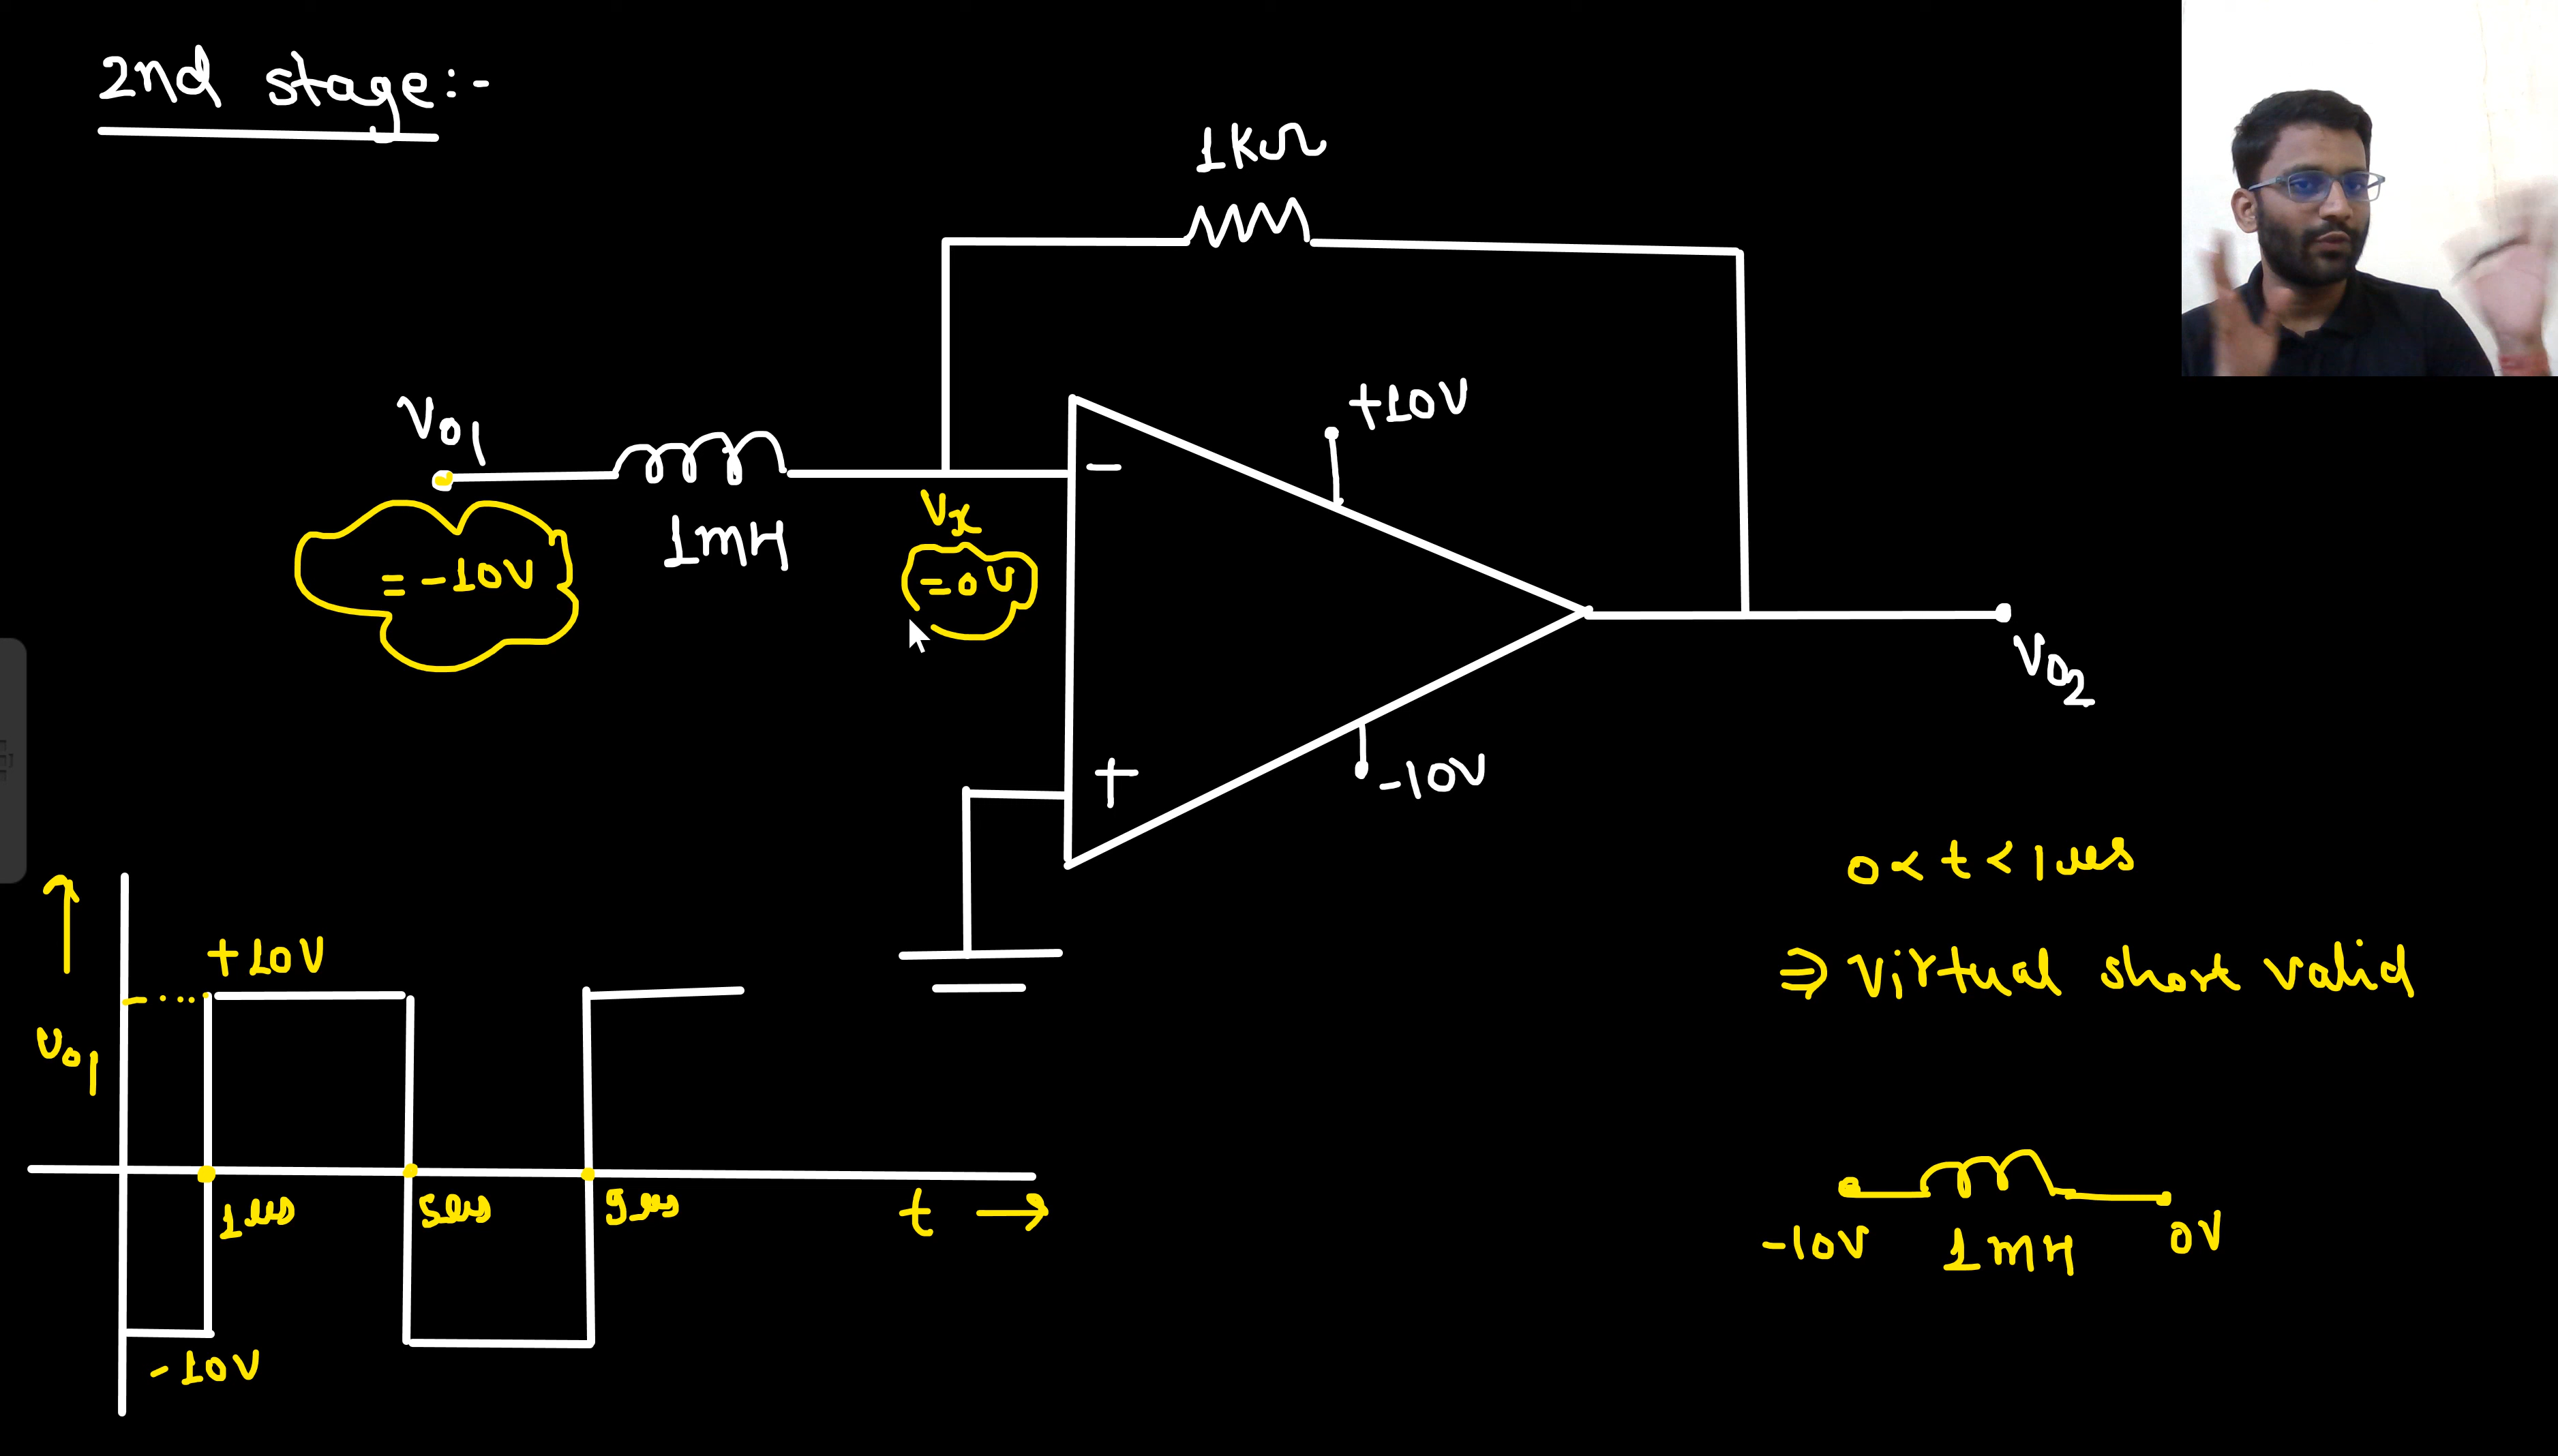 2nd stage:-
1KΩ
+10V
Vo1
-
Vx
= -10V
1mH
= 0V
Vo2
+
-10V
0 < t < 1μs
+10V
⇒ Virtual short valid
Vo1
1μs
5μs
9μs
t →
-10V
1mH
0V
-10V